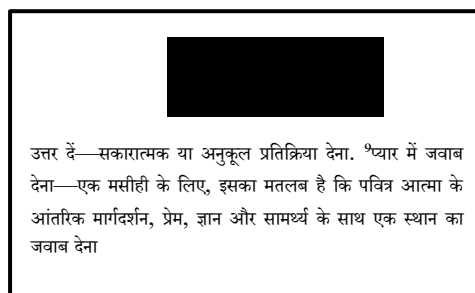 उत्तर दें—सकारात्मक या अनुकूल प्रतिक्रिया देना. ⁹प्यार में जवाब
देना—एक मसीही के लिए, इसका मतलब है कि पवित्र आत्मा के
आंतरिक मार्गदर्शन, प्रेम, ज्ञान और सामर्थ्य के साथ एक स्थान का
जवाब देना